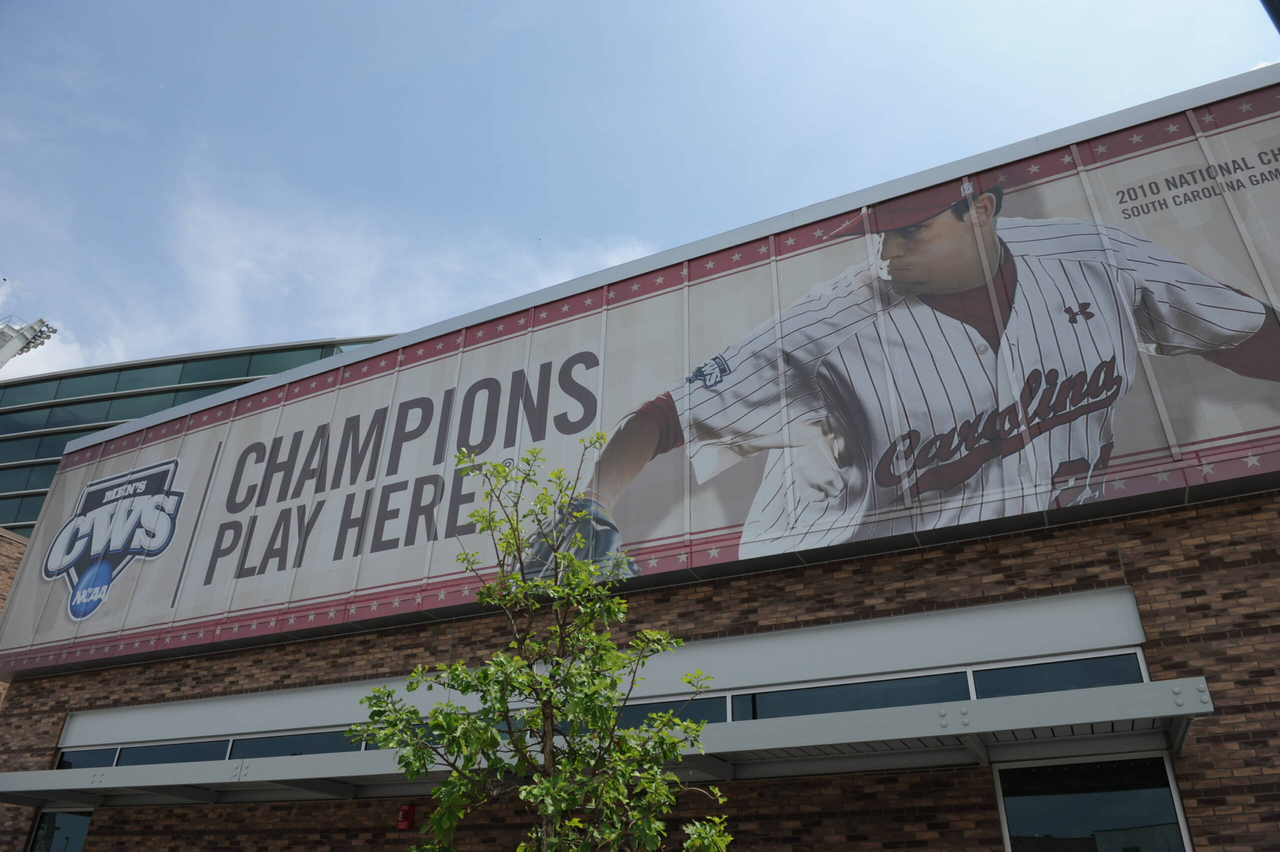 MEN'S
CWS
NCAA
CHAMPIONS
PLAY HERE
2010 NATIONAL CH
SOUTH CAROLINA GAM
Carolina